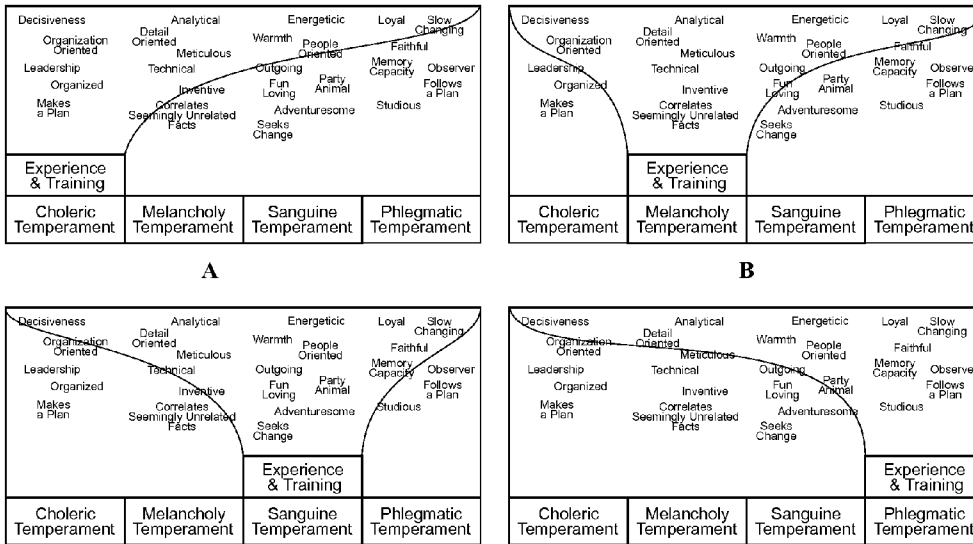 Decisiveness
Analytical
Energeticic
Loyal
Slow
Changing
Organization
Oriented
Detail
Oriented
Warmth
People
Oriented
Faithful
Meticulous
Leadership
Technical
Outgoing
Memory
Capacity
Observer
Organized
Inventive
Fun
Loving
Party
Animal
Follows
a Plan
Makes
a Plan
Correlates
Seemingly Unrelated
Facts
Adventuresome
Studious
Seeks
Change
Experience
& Training
Choleric
Temperament
Melancholy
Temperament
Sanguine
Temperament
Phlegmatic
Temperament
A
Decisiveness
Analytical
Energeticic
Loyal
Slow
Changing
Organization
Oriented
Detail
Oriented
Warmth
People
Oriented
Faithful
Meticulous
Leadership
Technical
Outgoing
Memory
Capacity
Observer
Organized
Inventive
Fun
Loving
Party
Animal
Follows
a Plan
Makes
a Plan
Correlates
Seemingly Unrelated
Facts
Adventuresome
Studious
Seeks
Change
Experience
& Training
Choleric
Temperament
Melancholy
Temperament
Sanguine
Temperament
Phlegmatic
Temperament
B
Decisiveness
Analytical
Energeticic
Loyal
Slow
Changing
Organization
Oriented
Detail
Oriented
Warmth
People
Oriented
Faithful
Meticulous
Leadership
Technical
Outgoing
Memory
Capacity
Observer
Organized
Inventive
Fun
Loving
Party
Animal
Follows
a Plan
Makes
a Plan
Correlates
Seemingly Unrelated
Facts
Adventuresome
Studious
Seeks
Change
Experience
& Training
Choleric
Temperament
Melancholy
Temperament
Sanguine
Temperament
Phlegmatic
Temperament
Decisiveness
Analytical
Energeticic
Loyal
Slow
Changing
Organization
Oriented
Detail
Oriented
Warmth
People
Oriented
Faithful
Meticulous
Leadership
Technical
Outgoing
Memory
Capacity
Observer
Organized
Inventive
Fun
Loving
Party
Animal
Follows
a Plan
Makes
a Plan
Correlates
Seemingly Unrelated
Facts
Adventuresome
Studious
Seeks
Change
Experience
& Training
Choleric
Temperament
Melancholy
Temperament
Sanguine
Temperament
Phlegmatic
Temperament